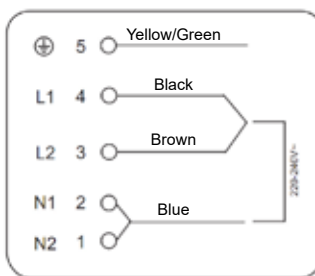 5 Yellow/Green
L1 4 Black
L2 3 Brown
N1 2
Blue
N2 1
220-240V~